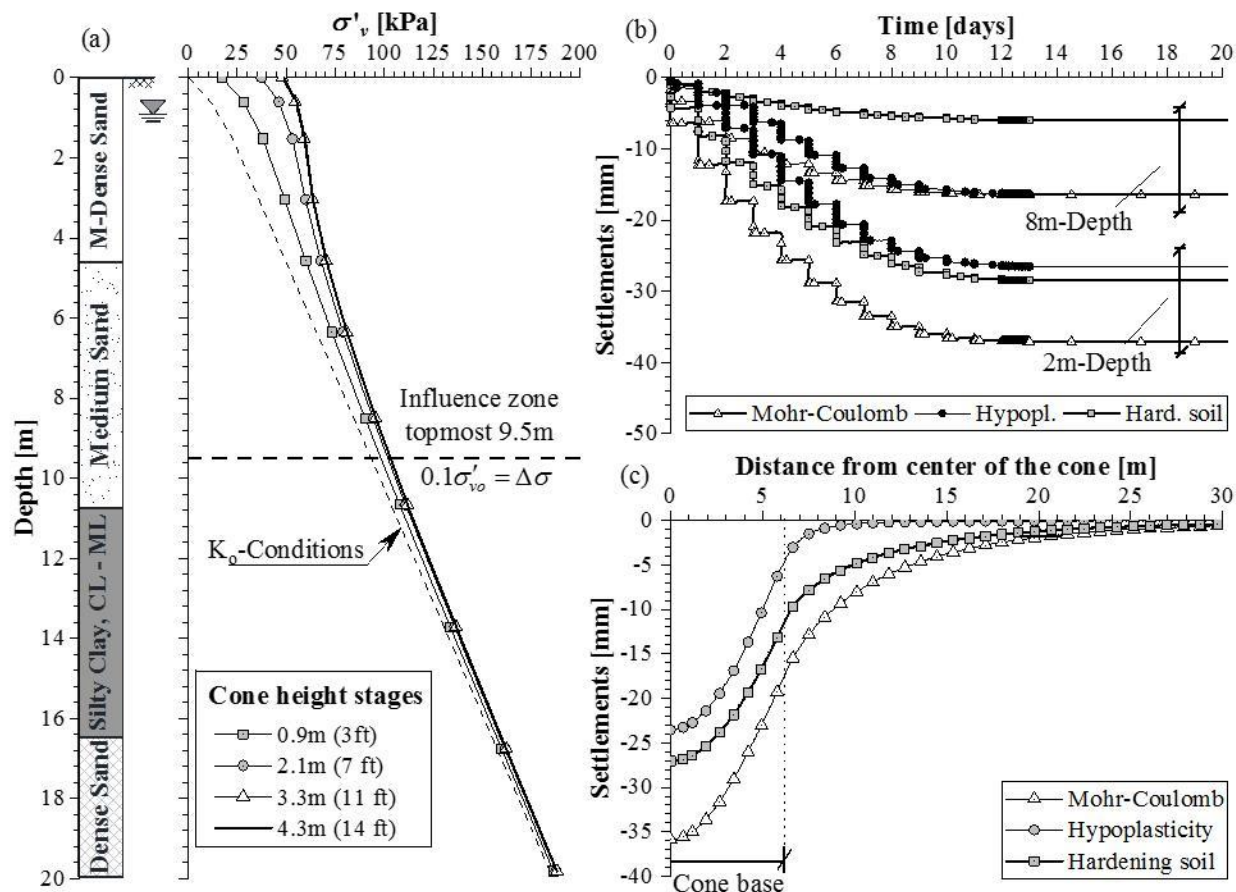 (a)
σ'v [kPa]
0 25 50 75 100 125 150 175 200
Depth [m]
0
2
4
6
8
10
12
14
16
18
20
M-Dense Sand
Medium Sand
Silty Clay, CL - ML
Dense Sand
Influence zone
topmost 9.5m
0.1σ'vo = Δσ
Ko-Conditions
Cone height stages
0.9m (3ft)
2.1m (7 ft)
3.3m (11 ft)
4.3m (14 ft)
(b)
Time [days]
0 2 4 6 8 10 12 14 16 18 20
Settlements [mm]
0
-10
-20
-30
-40
-50
8m-Depth
2m-Depth
Mohr-Coulomb Hypopl. Hard. soil
(c)
Distance from center of the cone [m]
0 5 10 15 20 25 30
Settlements [mm]
0
-5
-10
-15
-20
-25
-30
-35
-40
Mohr-Coulomb
Hypoplasticity
Hardening soil
Cone base